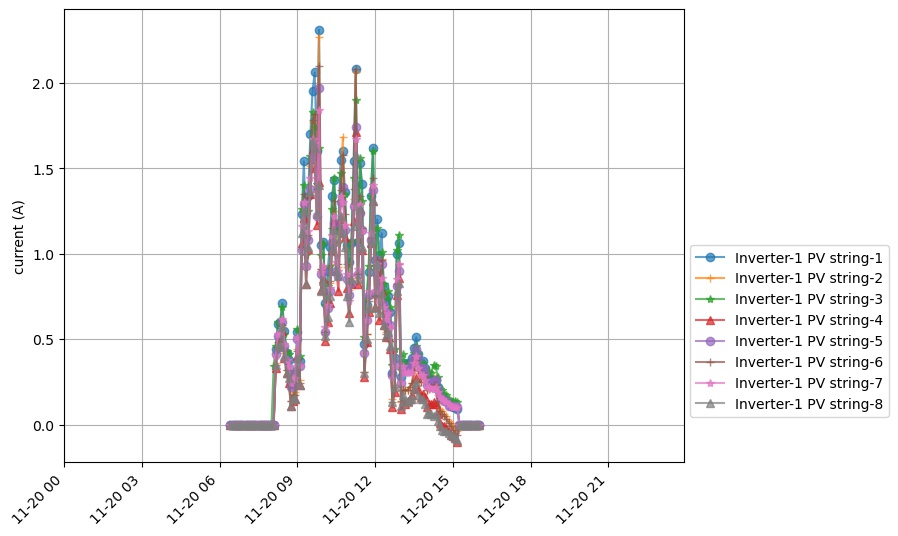 2.0
1.5
1.0
0.5
0.0
current (A)
11-20 00
11-20 03
11-20 06
11-20 09
11-20 12
11-20 15
11-20 18
11-20 21
Inverter-1 PV string-1
Inverter-1 PV string-2
Inverter-1 PV string-3
Inverter-1 PV string-4
Inverter-1 PV string-5
Inverter-1 PV string-6
Inverter-1 PV string-7
Inverter-1 PV string-8